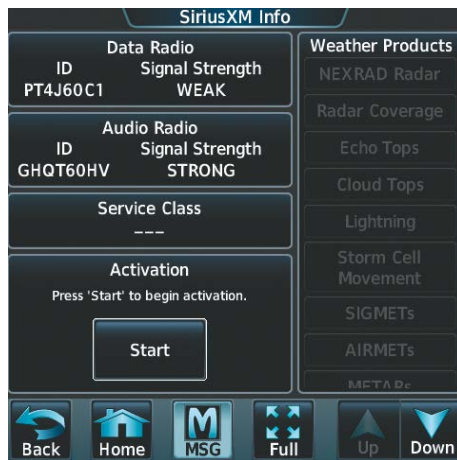 SiriusXM Info
Data Radio
ID Signal Strength
PT4J60C1 WEAK
Audio Radio
ID Signal Strength
GHQT60HV STRONG
Service Class
---
Activation
Press 'Start' to begin activation.
Start
Weather Products
NEXRAD Radar
Radar Coverage
Echo Tops
Cloud Tops
Lightning
Storm Cell
Movement
SIGMETs
AIRMETs
METARs
Back Home MSG Full Up Down